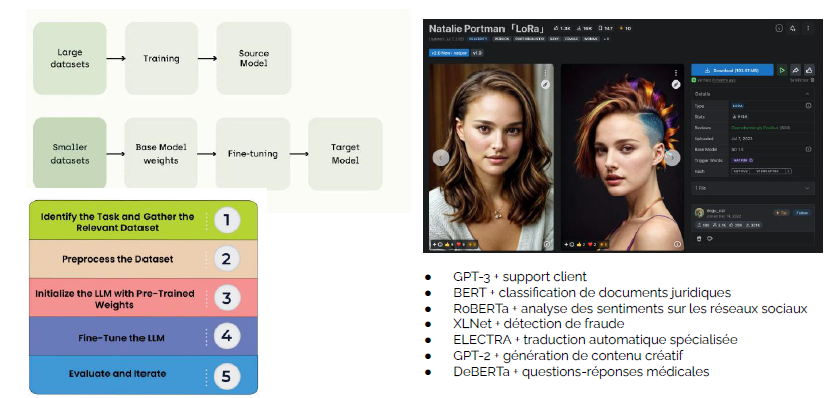 Large
datasets
Training
Source
Model
Smaller
datasets
Base Model
weights
Fine-tuning
Target
Model
Identify the Task and Gather the
Relevant Dataset
1
Preprocess the Dataset
2
Initialize the LLM with Pre-Trained
Weights
3
Fine-Tune the LLM
4
Evaluate and Iterate
5
Natalie Portman「LoRa」
v1.0
Download
Details
Type
LORA
Stats
Reviews
Uploaded
Base Model
Trigger Words
Hash
1 File
Follow
● GPT-3 + support client
● BERT + classification de documents juridiques
● RoBERTa + analyse des sentiments sur les réseaux sociaux
● XLNet + détection de fraude
● ELECTRA + traduction automatique spécialisée
● GPT-2 + génération de contenu créatif
● DeBERTa + questions-réponses médicales